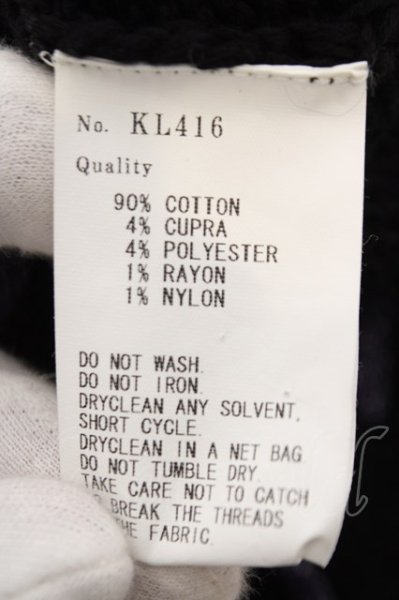 No. KL416
Quality
90% COTTON
4% CUPRA
4% POLYESTER
1% RAYON
1% NYLON
DO NOT WASH.
DO NOT IRON.
DRYCLEAN ANY SOLVENT,
SHORT CYCLE.
DRYCLEAN IN A NET BAG
DO NOT TUMBLE DRY.
TAKE CARE NOT TO CATCH
BREAK THE THREADS
THE FABRIC.